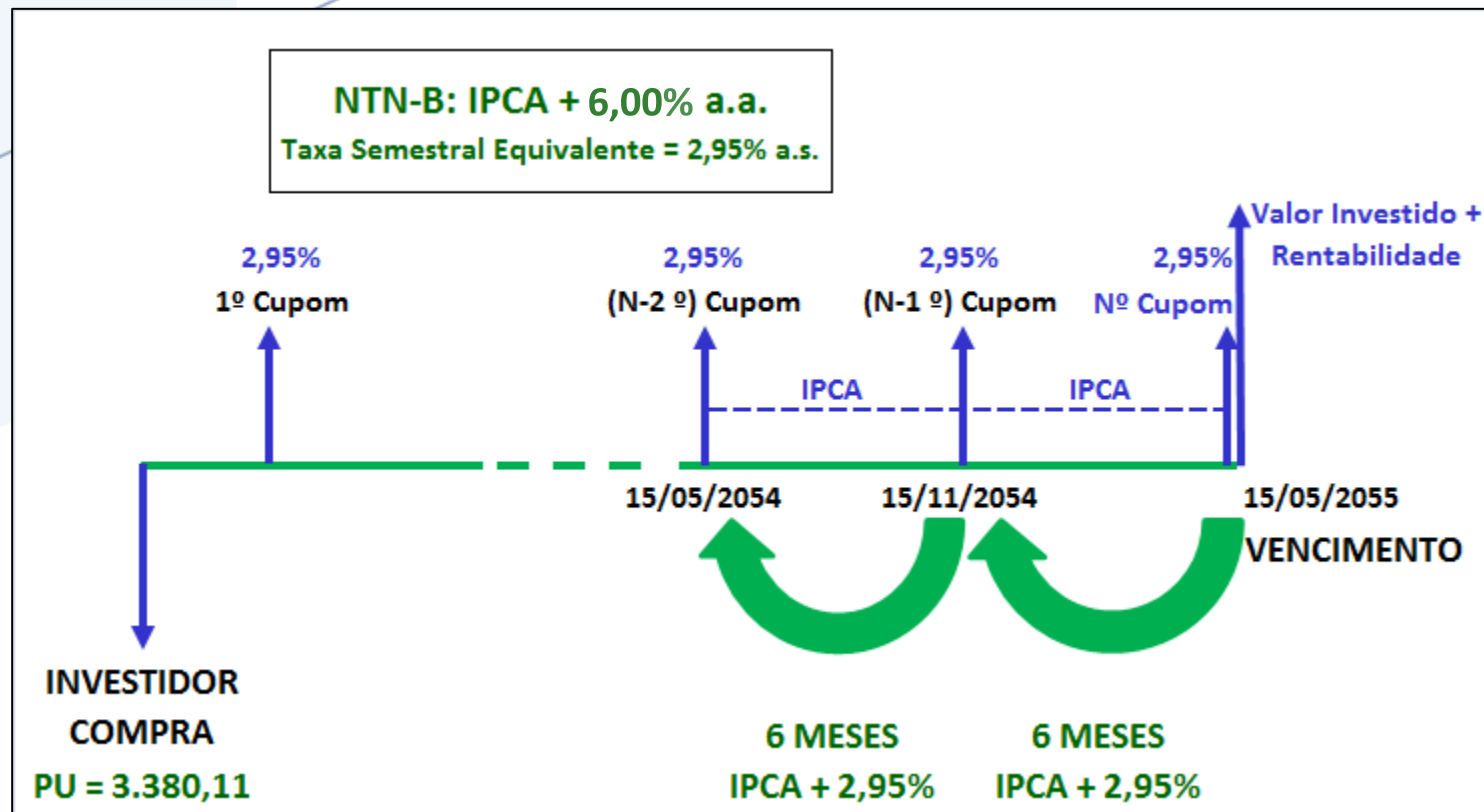 NTN-B: IPCA + 6,00% a.a.
Taxa Semestral Equivalente = 2,95% a.s.
2,95%
1º Cupom
2,95%
(N-2 º) Cupom
2,95%
(N-1 º) Cupom
2,95%
Nº Cupom
Valor Investido +
Rentabilidade
IPCA
IPCA
15/05/2054
15/11/2054
15/05/2055
VENCIMENTO
INVESTIDOR
COMPRA
PU = 3.380,11
6 MESES
IPCA + 2,95%
6 MESES
IPCA + 2,95%